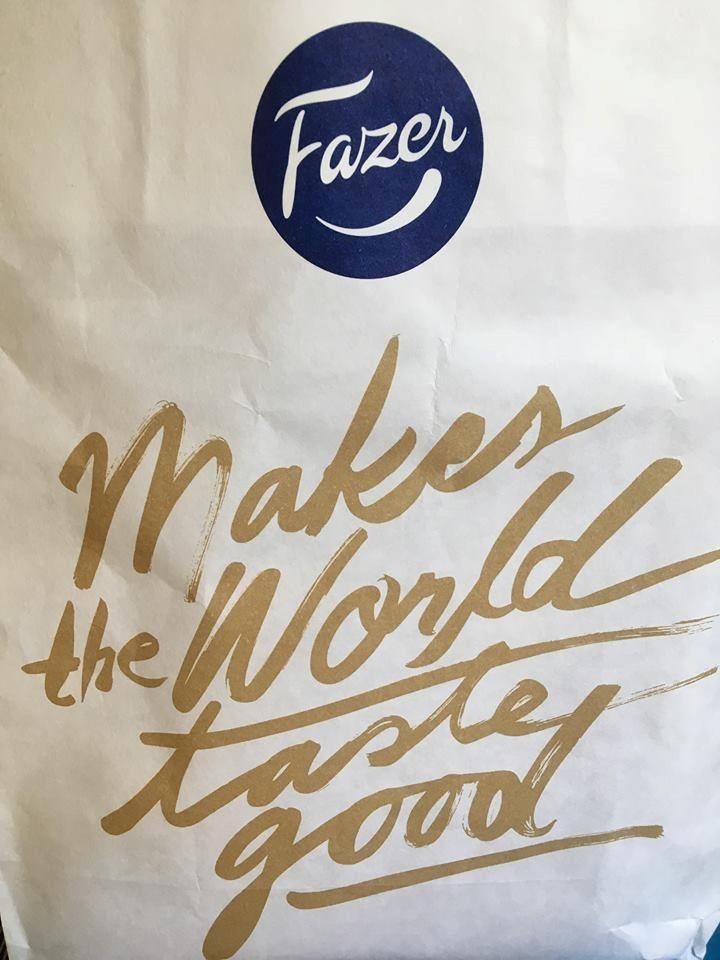 Fazer
Makes
the World
taste
good